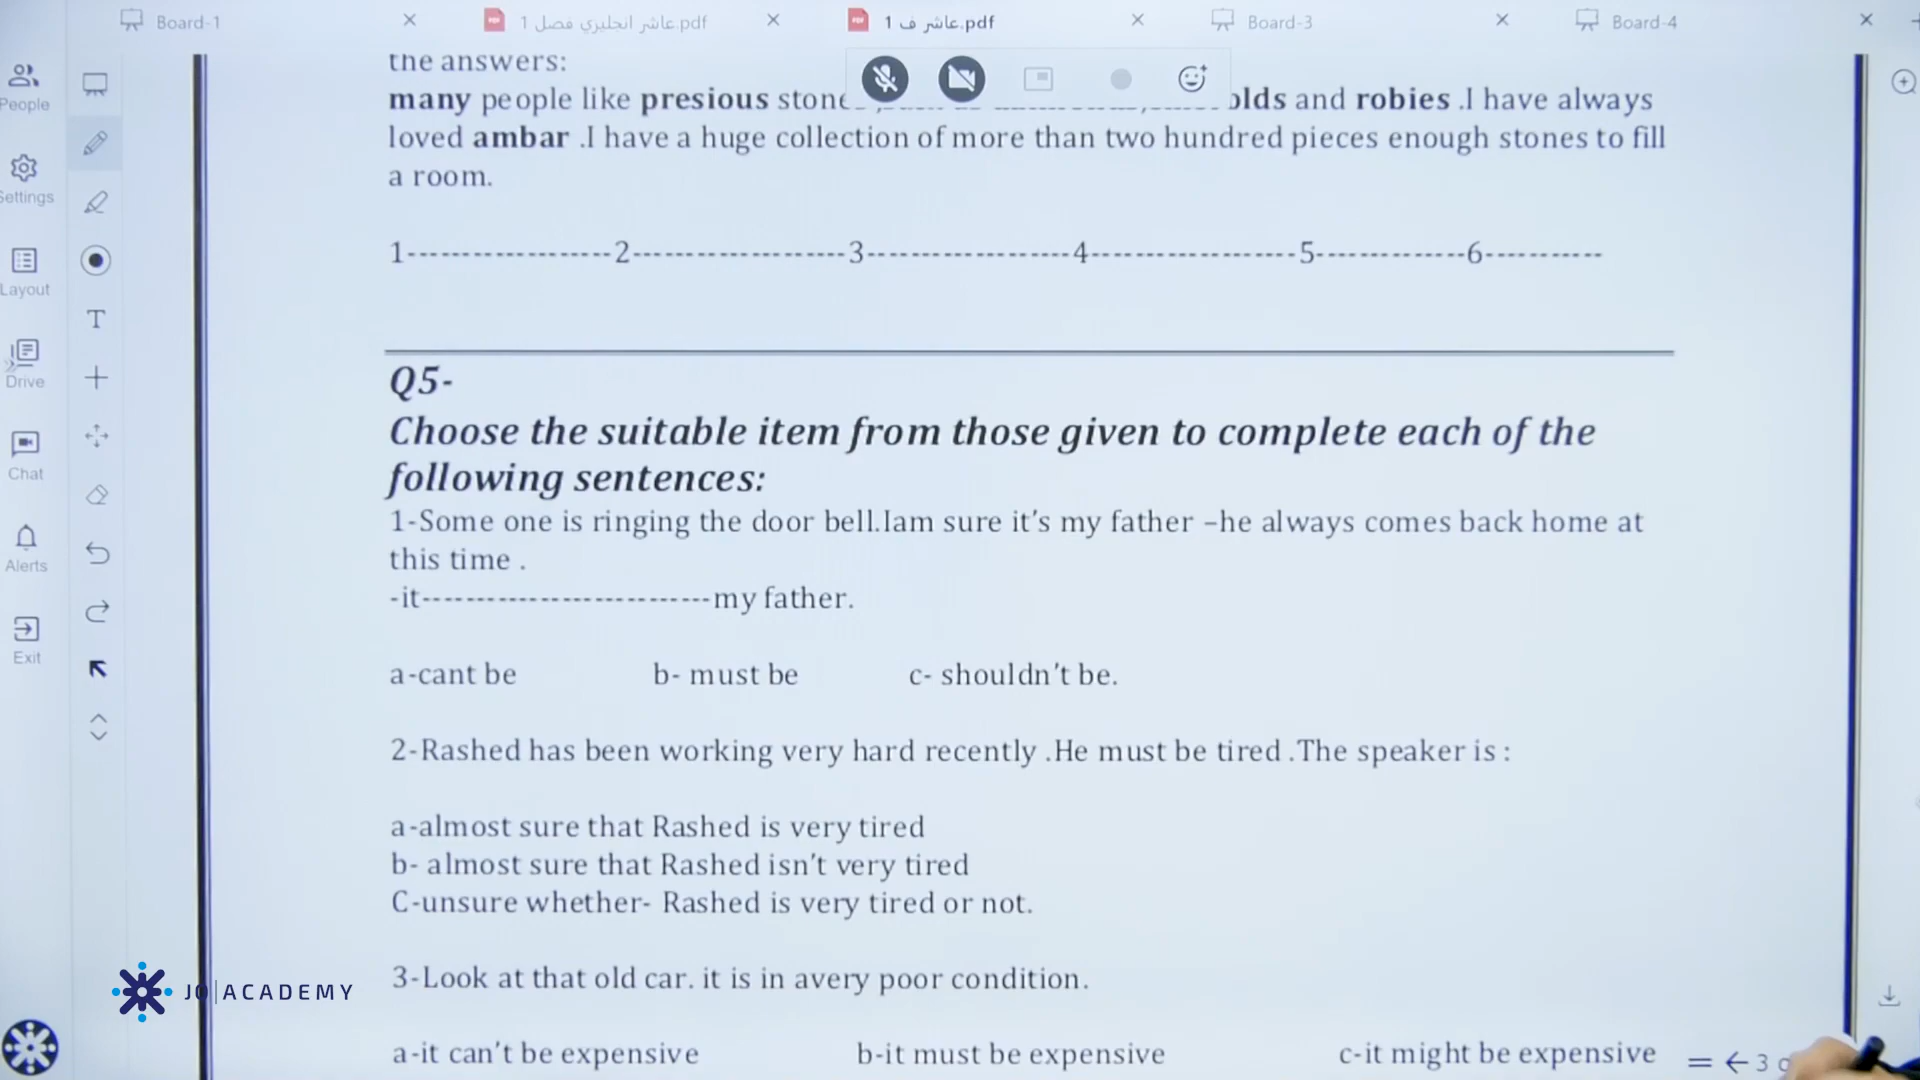 Board-1
عاشر انجليزي فصل 1.pdf
عاشر ف 1.pdf
Board-3
Board-4
People
Settings
Layout
Drive
Chat
Alerts
Exit
T
the answers:
many people like presious and robies .I have always
loved ambar .I have a huge collection of more than two hundred pieces enough stones to fill
a room.
1-------------------2--------------------3-------------------4-------------------5--------------6-----------
Q5-
Choose the suitable item from those given to complete each of the
following sentences:
1-Some one is ringing the door bell.Iam sure it's my father –he always comes back home at
this time .
-it---------------------------my father.
a-cant be b- must be c- shouldn't be.
2-Rashed has been working very hard recently .He must be tired .The speaker is :
a-almost sure that Rashed is very tired
b- almost sure that Rashed isn't very tired
C-unsure whether- Rashed is very tired or not.
3-Look at that old car. it is in avery poor condition.
a-it can't be expensive b-it must be expensive c-it might be expensive
3
JO|ACADEMY